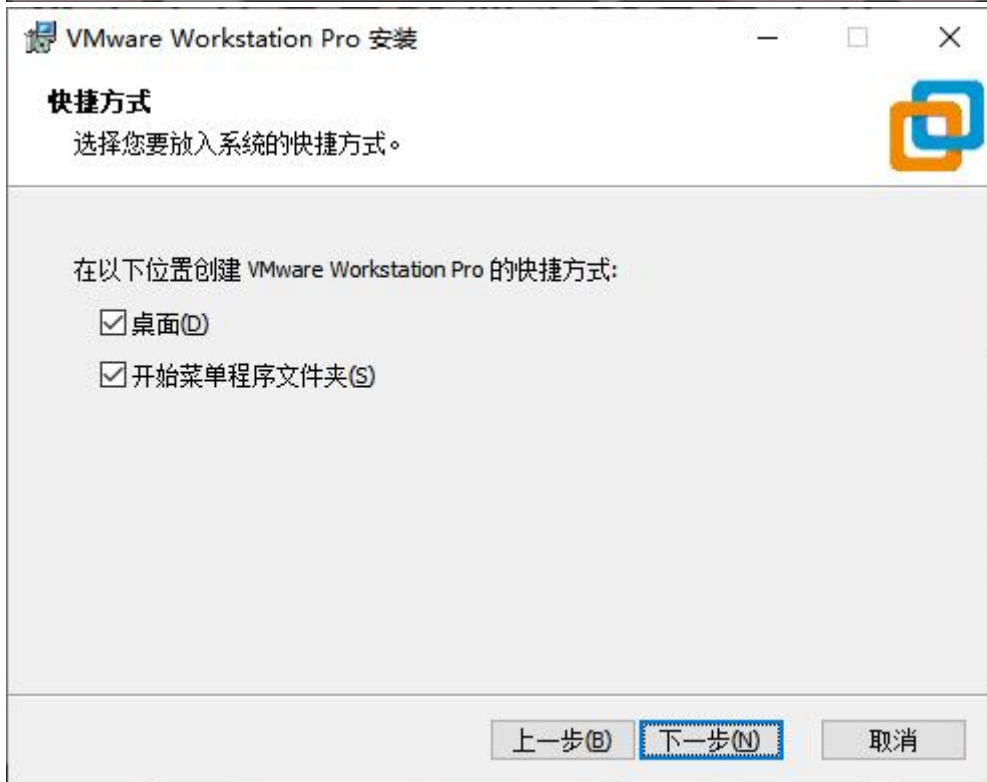 VMware Workstation Pro 安装
快捷方式
选择您要放入系统的快捷方式。
在以下位置创建 VMware Workstation Pro 的快捷方式:
桌面(D)
开始菜单程序文件夹(S)
上一步(B) 下一步(N) 取消